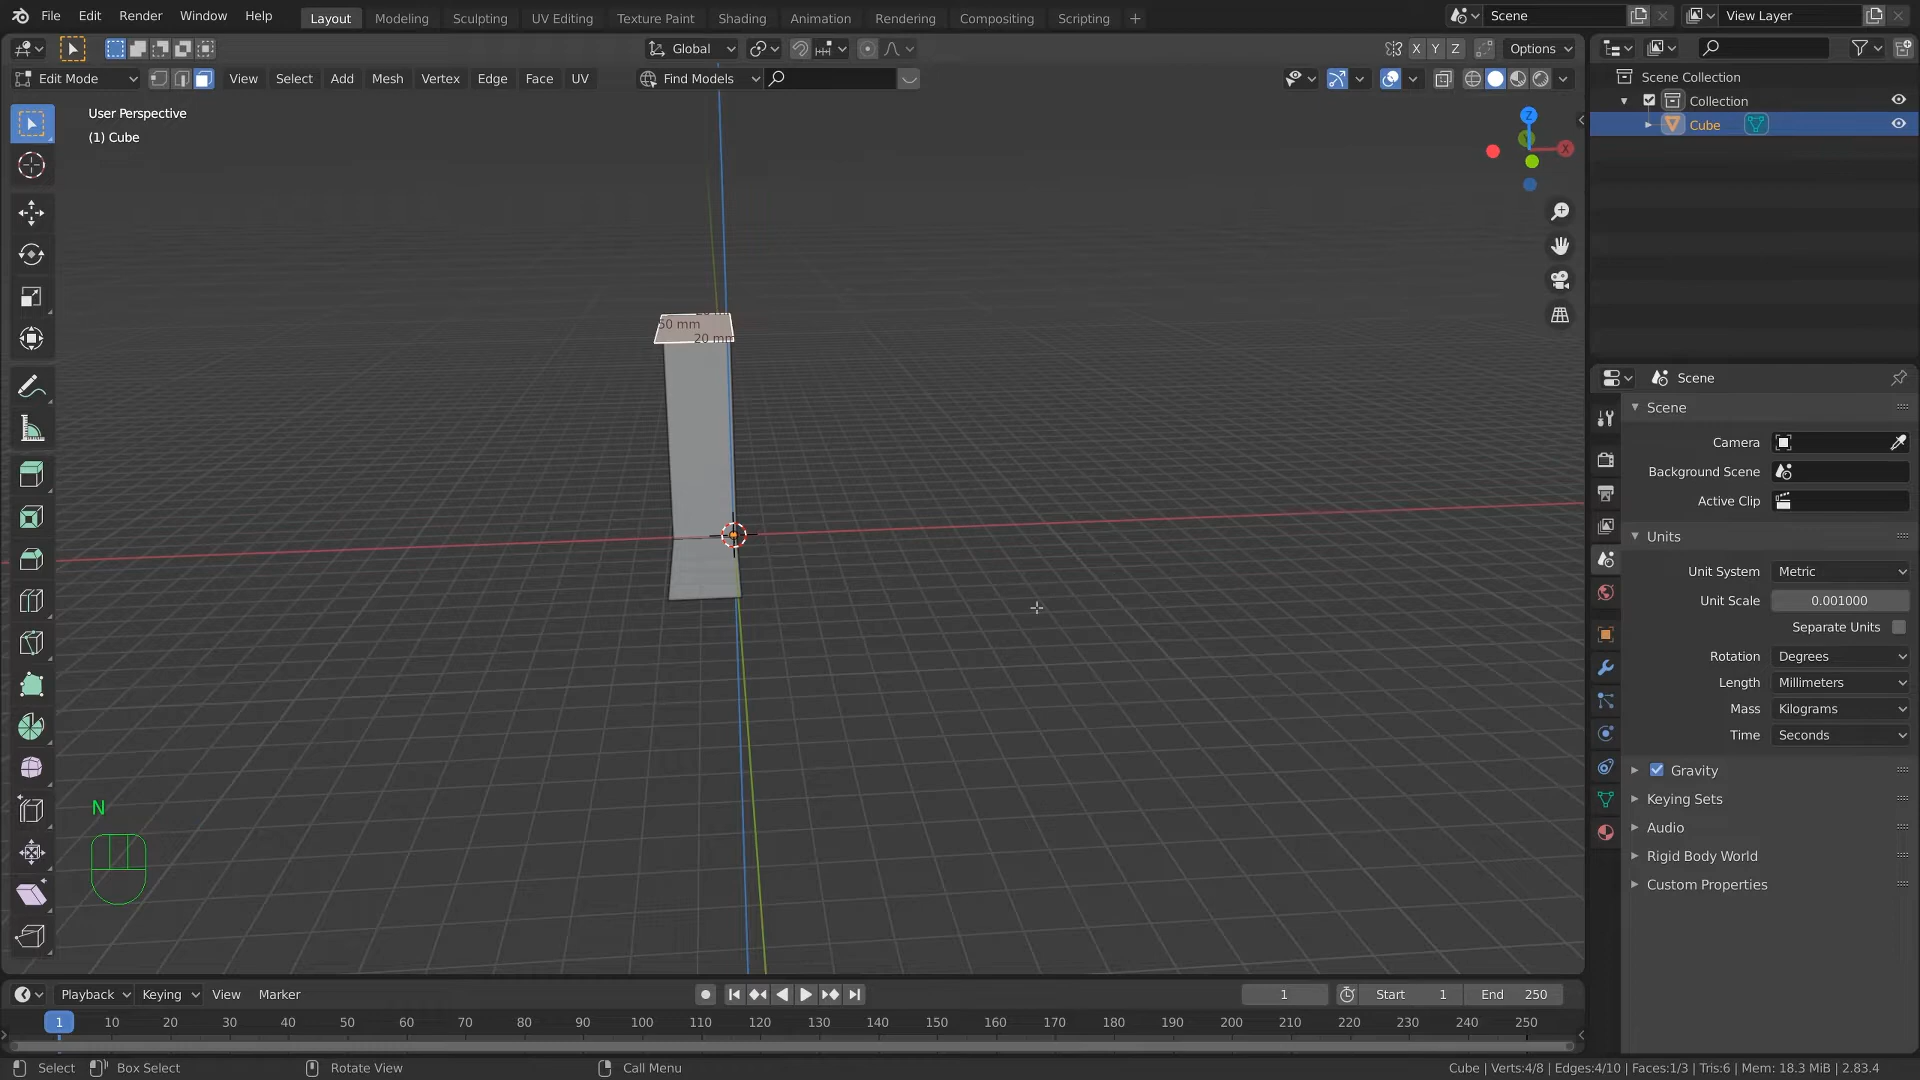 File Edit Render Window Help Layout Modeling Sculpting UV Editing Texture Paint Shading Animation Rendering Compositing Scripting + Scene View Layer
Global X Y Z Options
Edit Mode View Select Add Mesh Vertex Edge Face UV Find Models
Scene Collection
Collection
Cube
User Perspective
(1) Cube
Z
X
50 mm
20 mm
N
Scene
Scene
Camera
Background Scene
Active Clip
Units
Unit System Metric
Unit Scale 0.001000
Separate Units
Rotation Degrees
Length Millimeters
Mass Kilograms
Time Seconds
Gravity
Keying Sets
Audio
Rigid Body World
Custom Properties
Playback Keying View Marker 1 Start 1 End 250
1 10 20 30 40 50 60 70 80 90 100 110 120 130 140 150 160 170 180 190 200 210 220 230 240 250
Select Box Select Rotate View Call Menu Cube | Verts:4/8 | Edges:4/10 | Faces:1/3 | Tris:6 | Mem: 18.3 MiB | 2.83.4